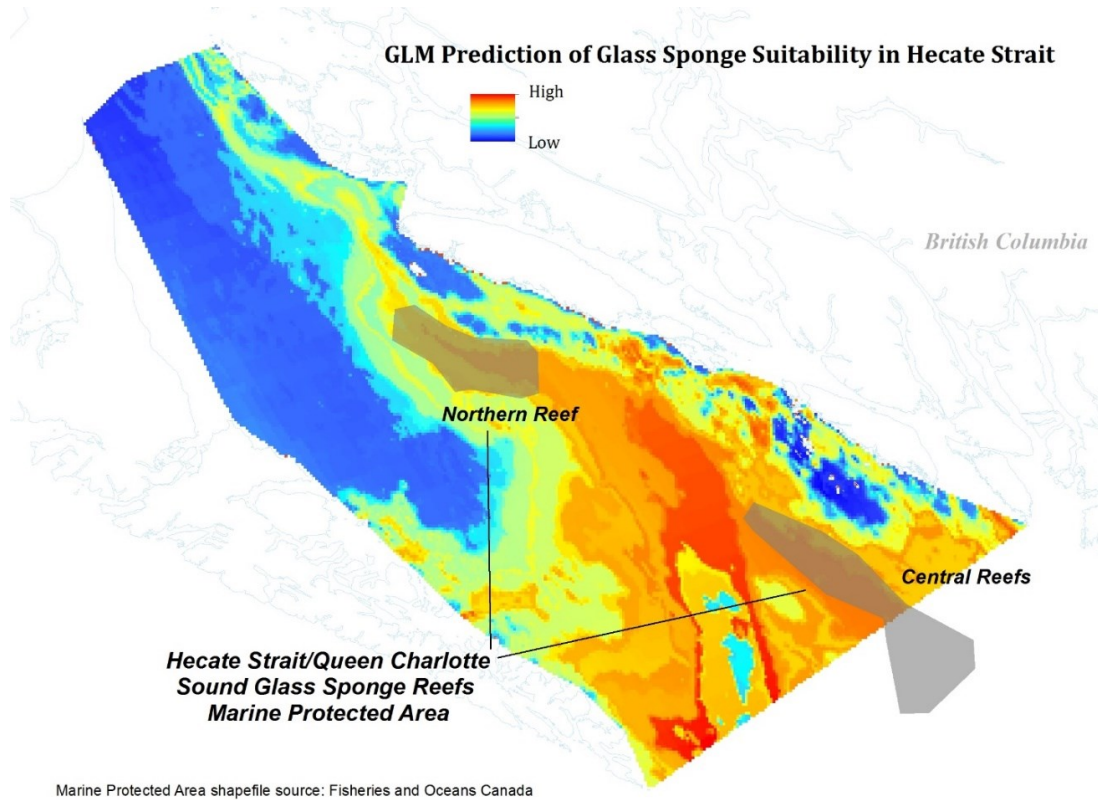 GLM Prediction of Glass Sponge Suitability in Hecate Strait
High
Low
British Columbia
Northern Reef
Central Reefs
Hecate Strait/Queen Charlotte
Sound Glass Sponge Reefs
Marine Protected Area
Marine Protected Area shapefile source: Fisheries and Oceans Canada